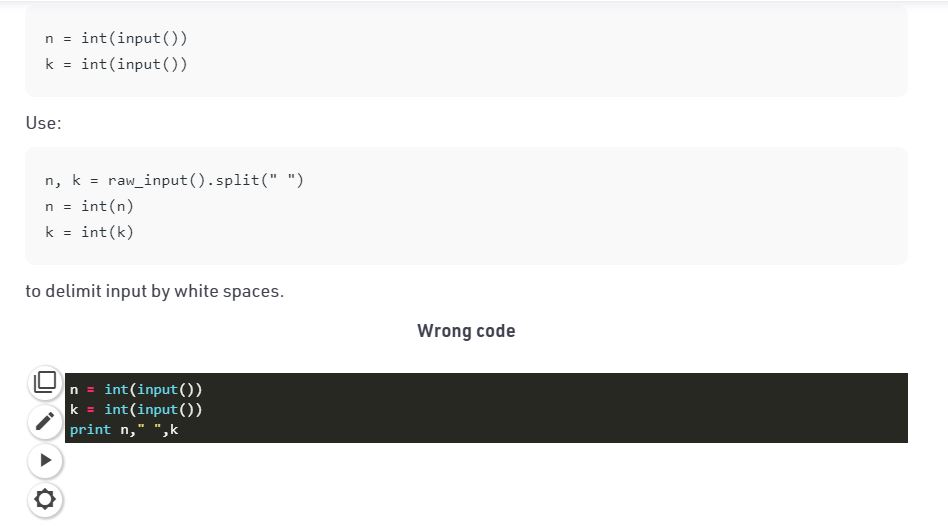 n = int(input())
k = int(input())
Use:
n, k = raw_input().split(" ")
n = int(n)
k = int(k)
to delimit input by white spaces.
Wrong code
n = int(input())
k = int(input())
print n," ",k